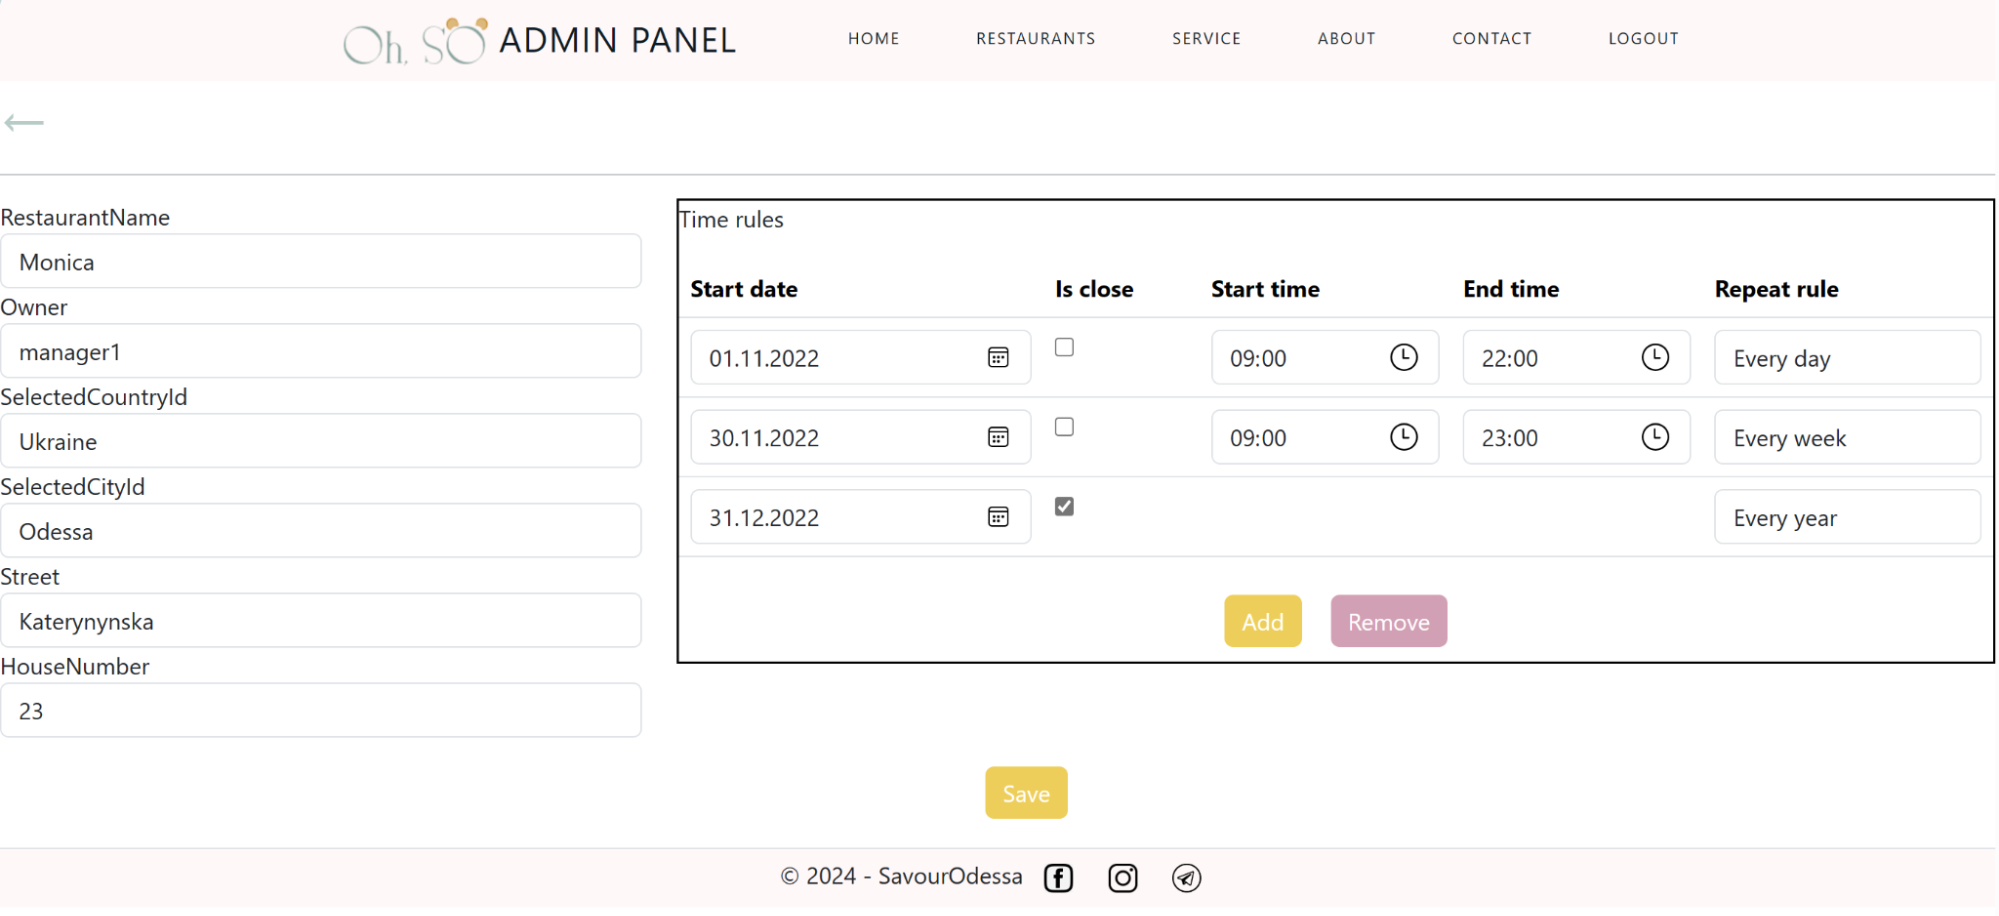 Oh, SO ADMIN PANEL HOME RESTAURANTS SERVICE ABOUT CONTACT LOGOUT
RestaurantName
Monica
Owner
manager1
SelectedCountryId
Ukraine
SelectedCityId
Odessa
Street
Katerynynska
HouseNumber
23
Time rules
Start date Is close Start time End time Repeat rule
01.11.2022 09:00 22:00 Every day
30.11.2022 09:00 23:00 Every week
31.12.2022 Every year
Add Remove
Save
© 2024 - SavourOdessa